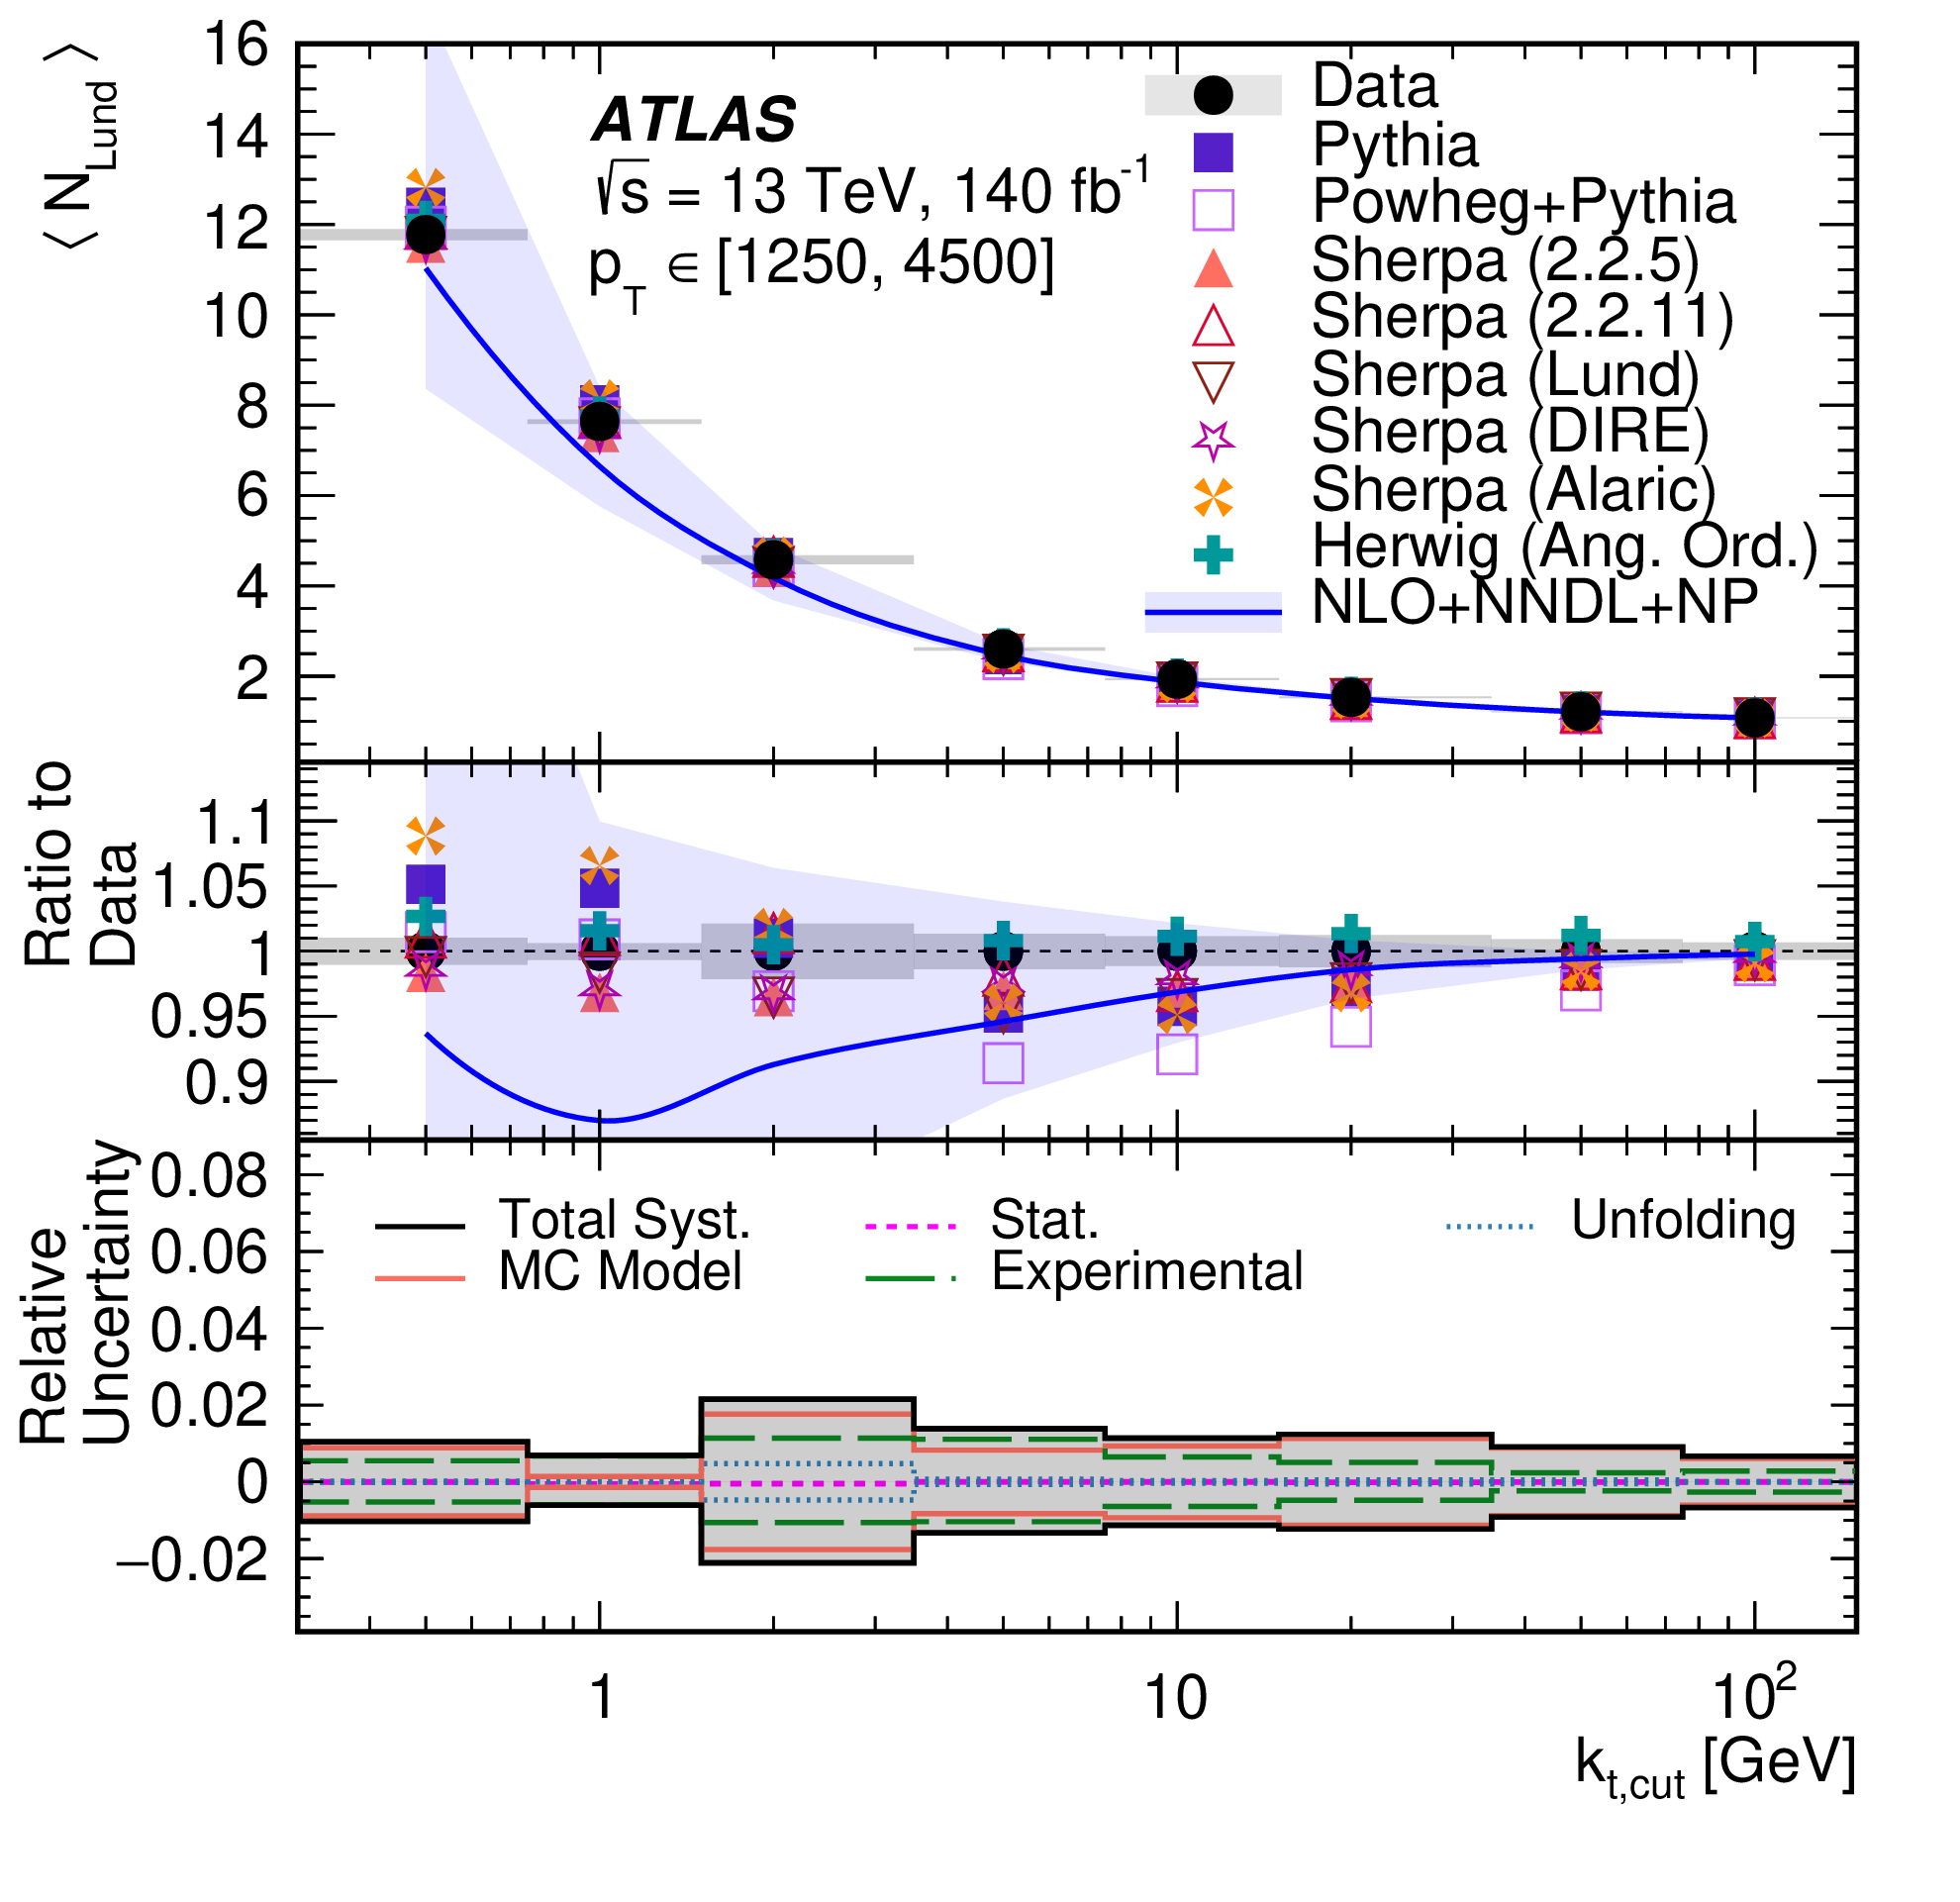 ⟨ N_Lund ⟩
16
14
12
10
8
6
4
2
ATLAS
√s = 13 TeV, 140 fb⁻¹
p_T ∈ [1250, 4500]
Data
Pythia
Powheg+Pythia
Sherpa (2.2.5)
Sherpa (2.2.11)
Sherpa (Lund)
Sherpa (DIRE)
Sherpa (Alaric)
Herwig (Ang. Ord.)
NLO+NNDL+NP
Ratio to
Data
1.1
1.05
1
0.95
0.9
Relative
Uncertainty
0.08
0.06
0.04
0.02
0
−0.02
Total Syst.
Stat.
Unfolding
MC Model
Experimental
1
10
10²
k_t,cut [GeV]